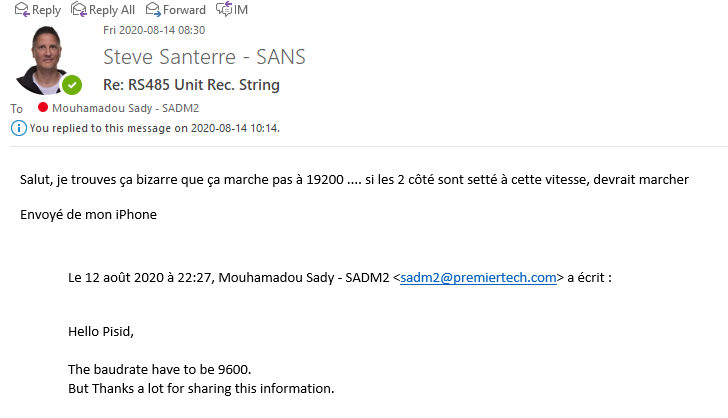 Reply Reply All Forward IM
Fri 2020-08-14 08:30
Steve Santerre - SANS
Re: RS485 Unit Rec. String
To Mouhamadou Sady - SADM2
You replied to this message on 2020-08-14 10:14.
Salut, je trouves ça bizarre que ça marche pas à 19200 .... si les 2 côté sont setté à cette vitesse, devrait marcher
Envoyé de mon iPhone
Le 12 août 2020 à 22:27, Mouhamadou Sady - SADM2 <sadm2@premiertech.com> a écrit :
Hello Pisid,
The baudrate have to be 9600.
But Thanks a lot for sharing this information.